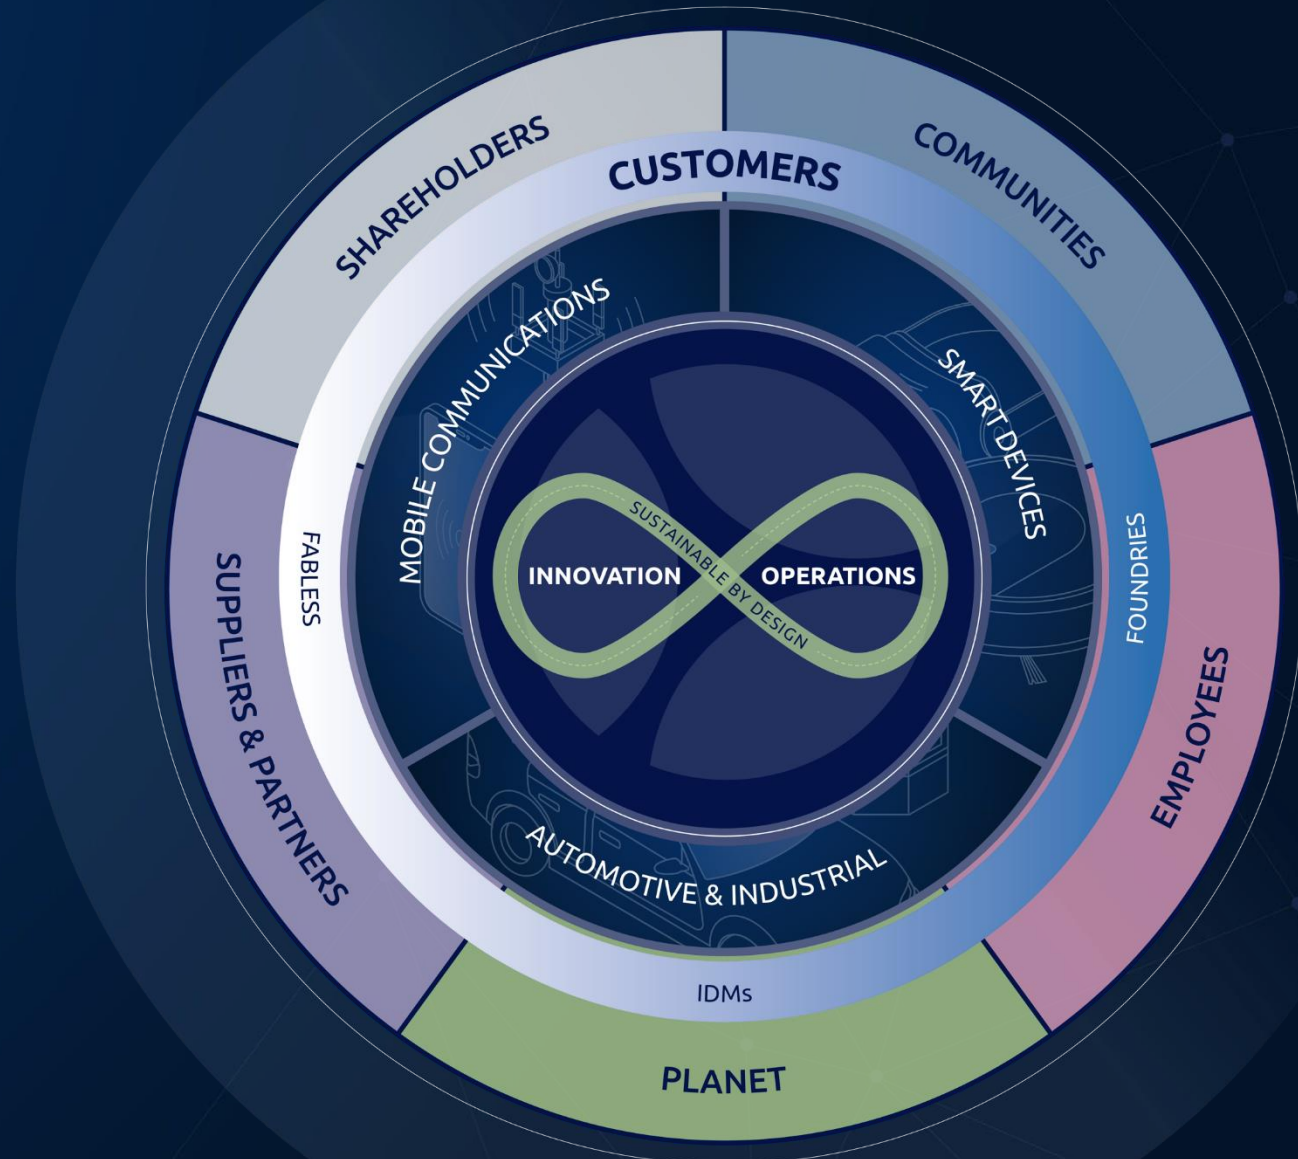 SHAREHOLDERS
COMMUNITIES
CUSTOMERS
MOBILE COMMUNICATIONS
SMART DEVICES
FABLESS
FOUNDRIES
SUPPLIERS & PARTNERS
EMPLOYEES
SUSTAINABLE BY DESIGN
INNOVATION
OPERATIONS
AUTOMOTIVE & INDUSTRIAL
IDMs
PLANET